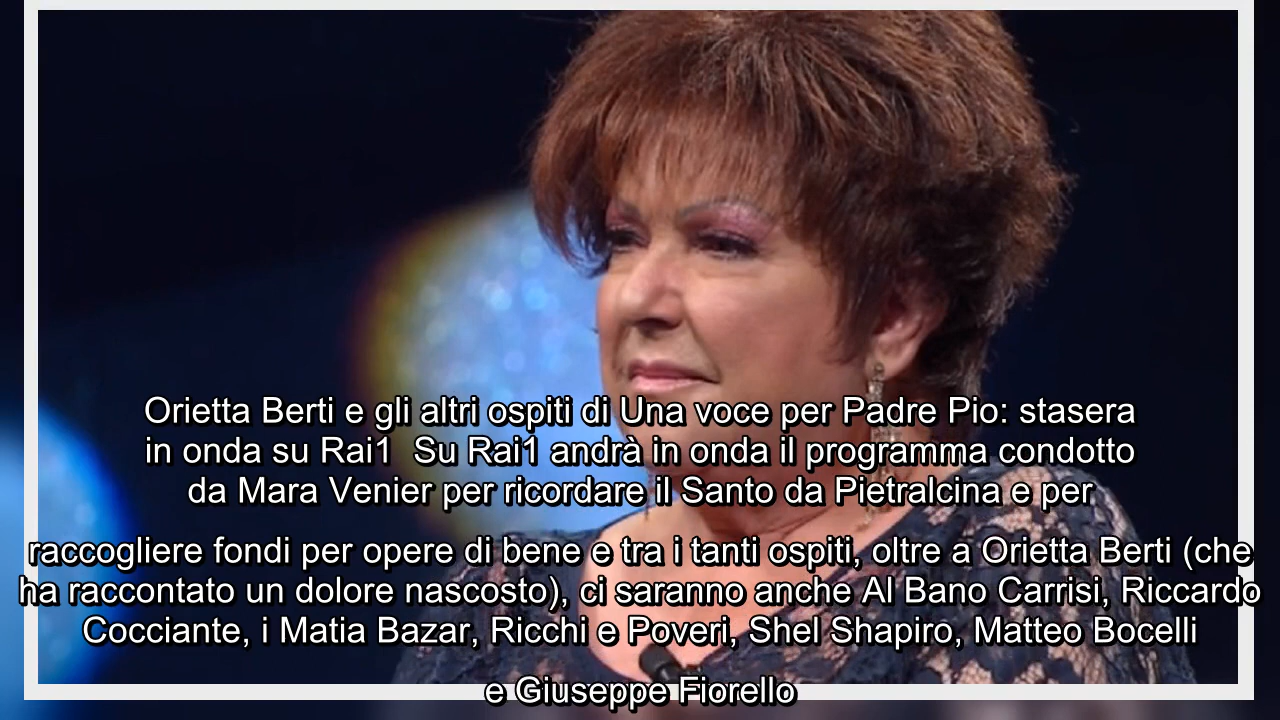 Orietta Berti e gli altri ospiti di Una voce per Padre Pio: stasera
in onda su Rai1  Su Rai1 andrà in onda il programma condotto
da Mara Venier per ricordare il Santo da Pietralcina e per
raccogliere fondi per opere di bene e tra i tanti ospiti, oltre a Orietta Berti (che
ha raccontato un dolore nascosto), ci saranno anche Al Bano Carrisi, Riccardo
Cocciante, i Matia Bazar, Ricchi e Poveri, Shel Shapiro, Matteo Bocelli
e Giuseppe Fiorello